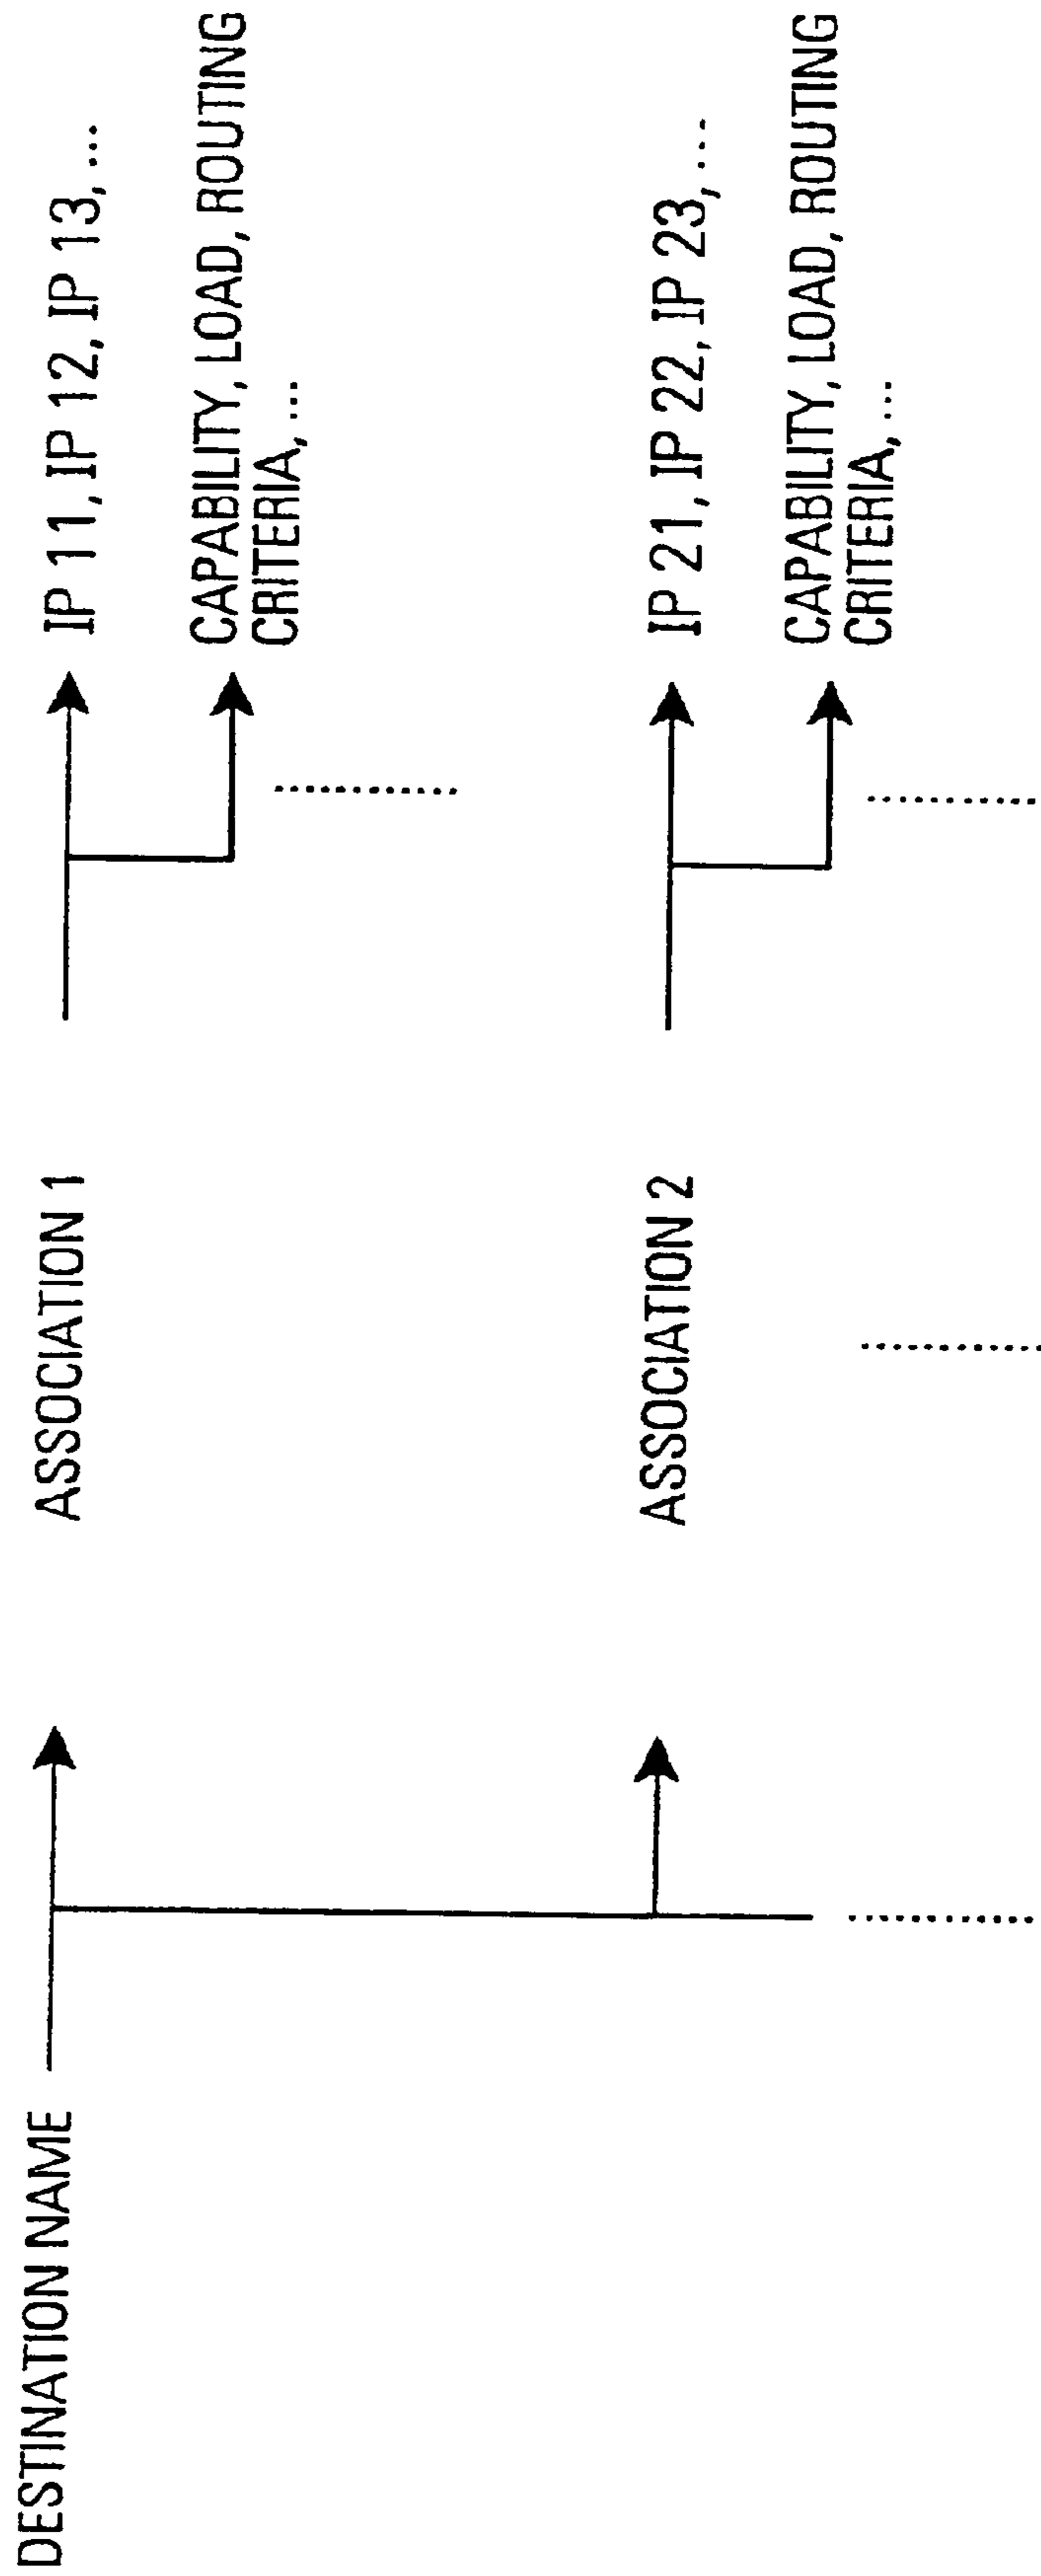 DESTINATION NAME
ASSOCIATION 1
IP 11, IP 12, IP 13, ...
CAPABILITY, LOAD, ROUTING
CRITERIA, ...
ASSOCIATION 2
IP 21, IP 22, IP 23, ...
CAPABILITY, LOAD, ROUTING
CRITERIA, ...